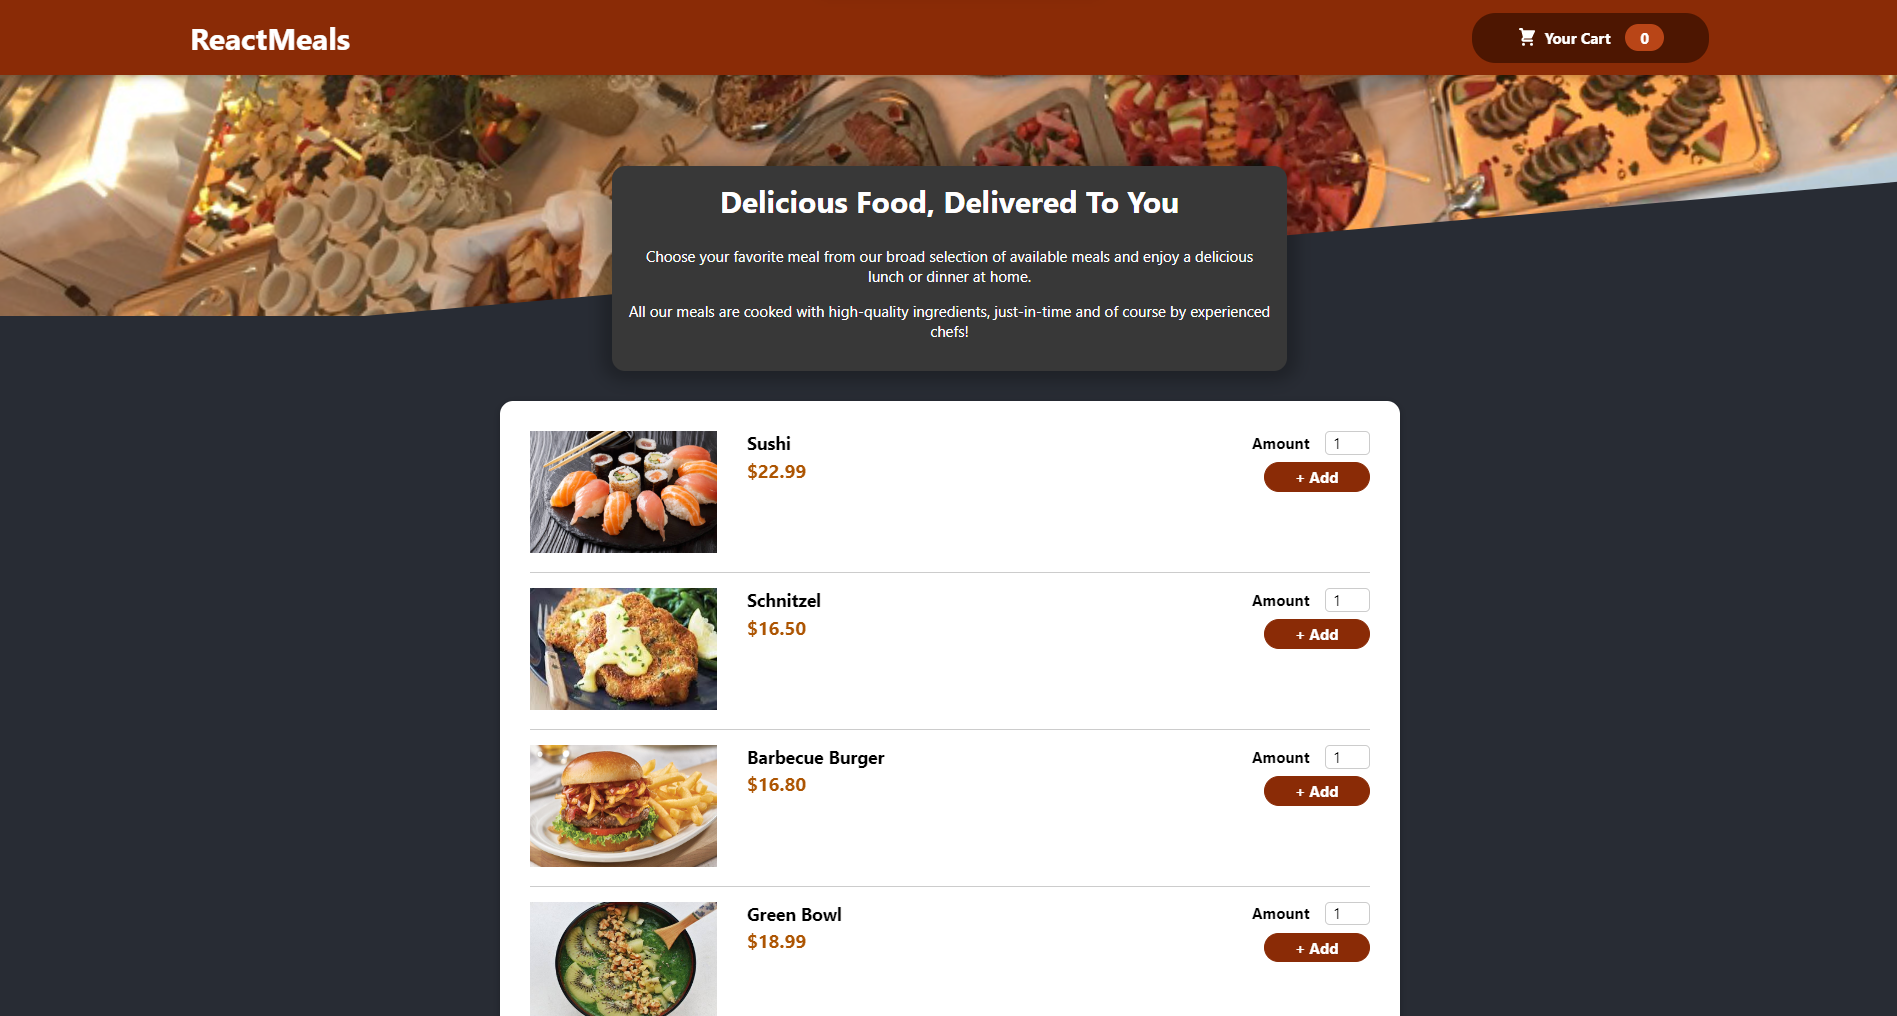 ReactMeals
Your Cart 0
Delicious Food, Delivered To You
Choose your favorite meal from our broad selection of available meals and enjoy a delicious
lunch or dinner at home.
All our meals are cooked with high-quality ingredients, just-in-time and of course by experienced
chefs!
Sushi
$22.99
Amount 1
+ Add
Schnitzel
$16.50
Amount 1
+ Add
Barbecue Burger
$16.80
Amount 1
+ Add
Green Bowl
$18.99
Amount 1
+ Add